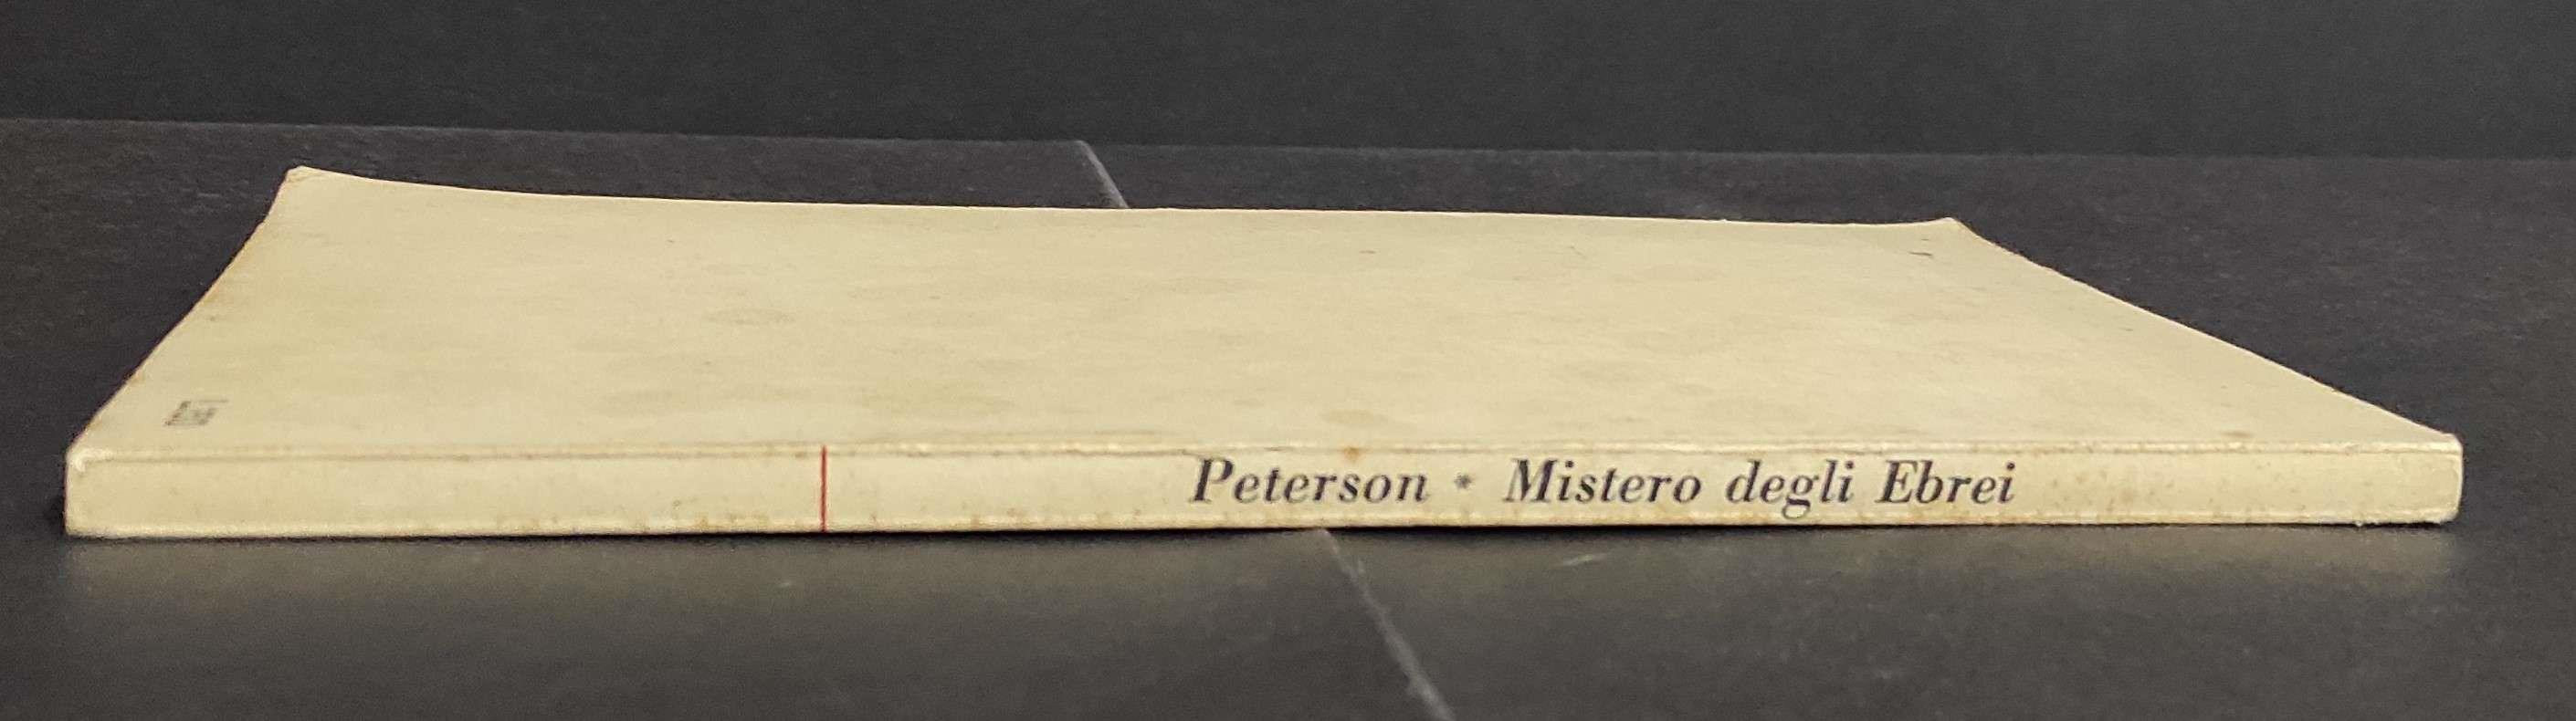 Peterson * Mistero degli Ebrei